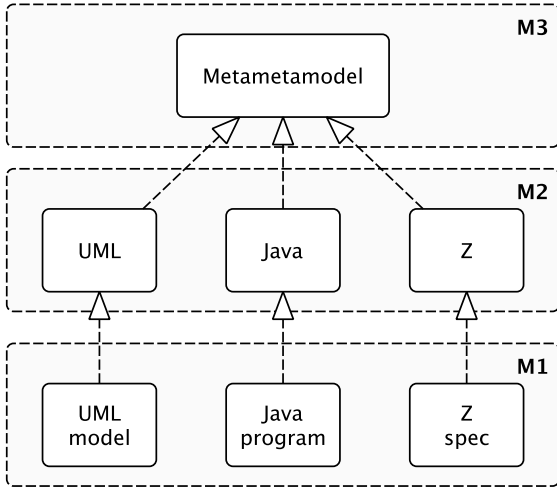 M3
Metametamodel
M2
UML
Java
Z
M1
UML
model
Java
program
Z
spec